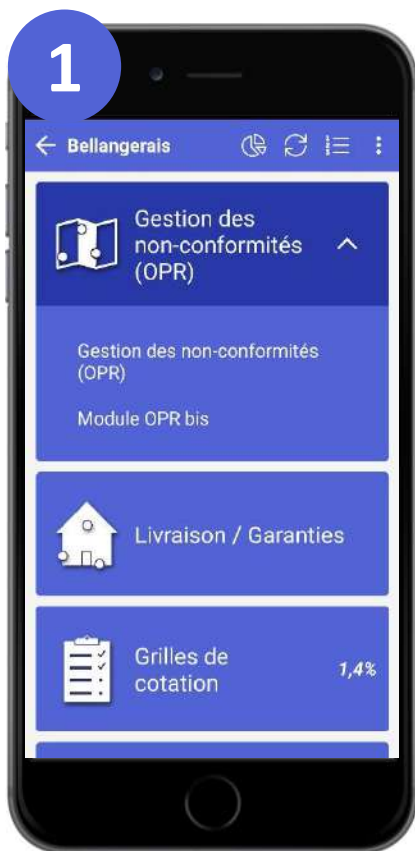 1
Bellangerais
Gestion des
non-conformités
(OPR)
Gestion des non-conformités
(OPR)
Module OPR bis
Livraison / Garanties
Grilles de
cotation
1,4%